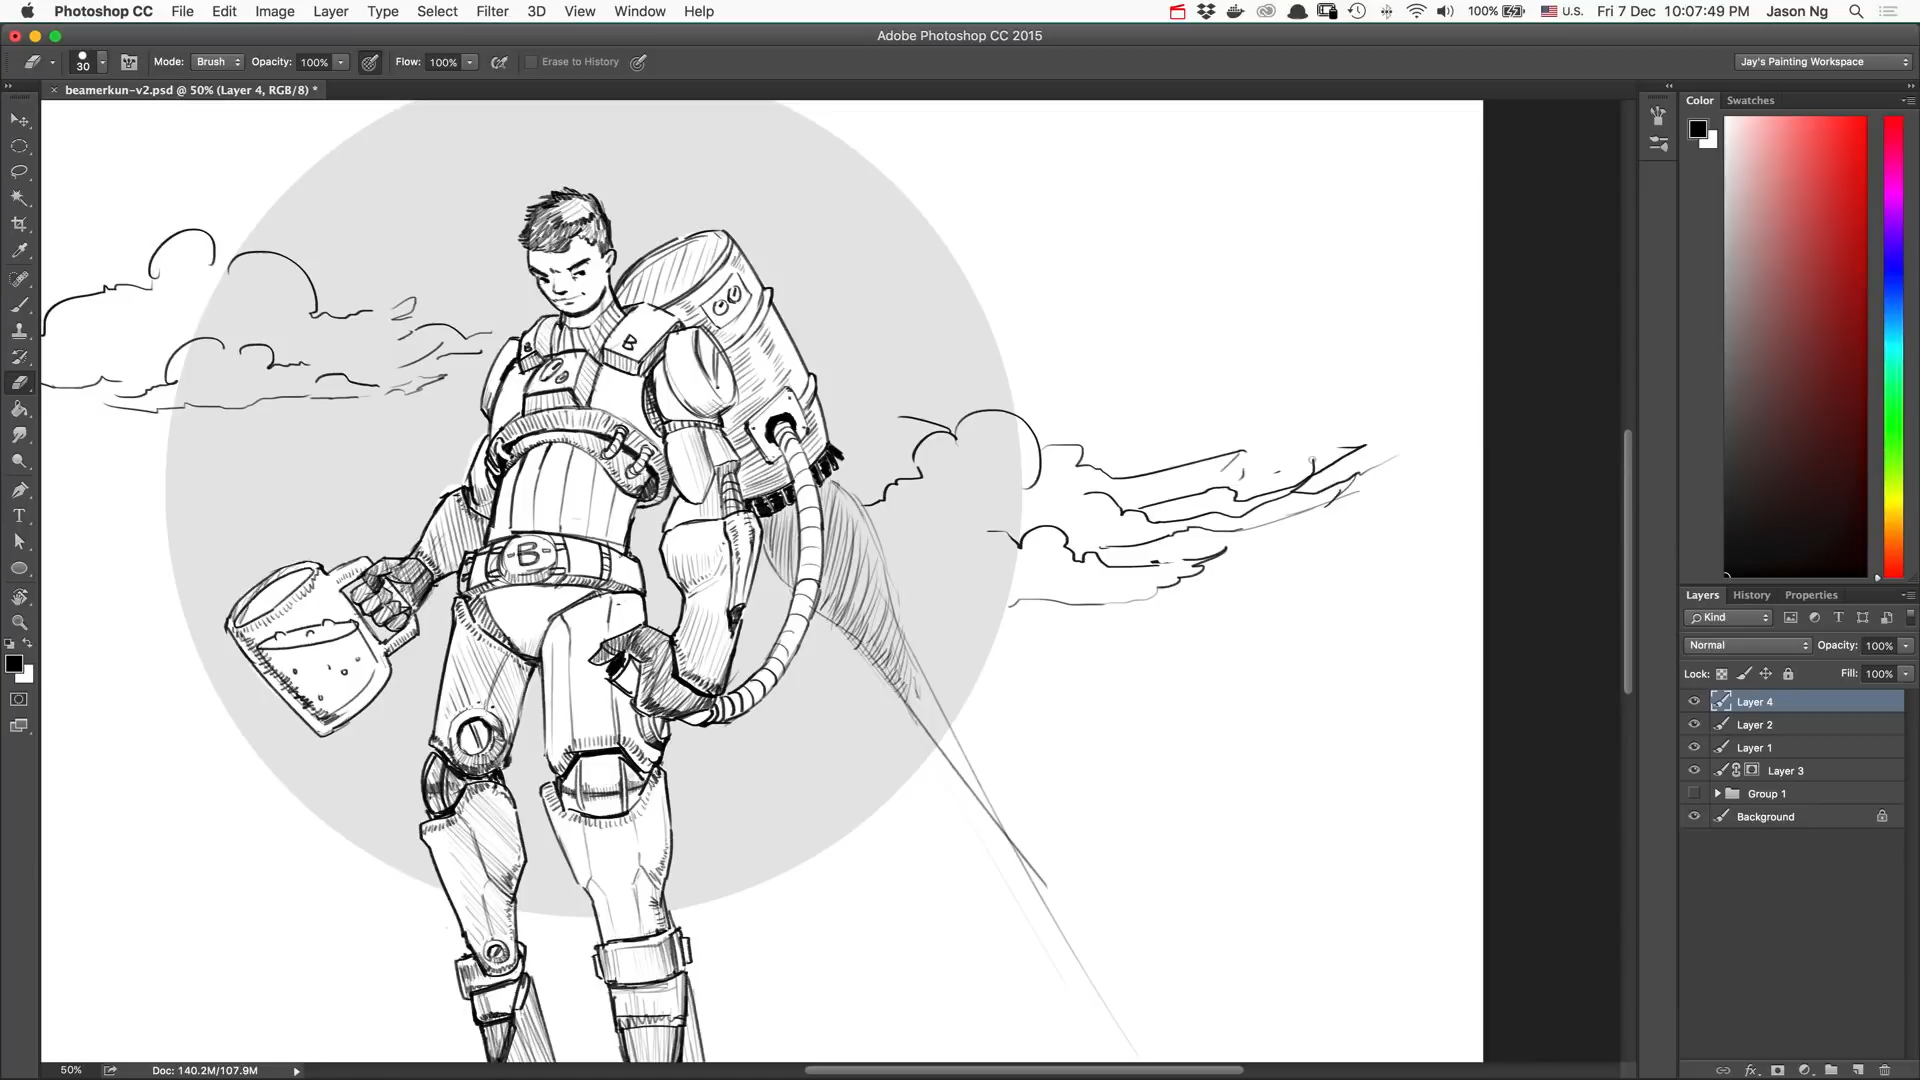 Photoshop CC File Edit Image Layer Type Select Filter 3D View Window Help 100% U.S. Fri 7 Dec 10:07:49 PM Jason Ng
Adobe Photoshop CC 2015
30 Mode: Brush Opacity: 100% Flow: 100% Erase to History Jay's Painting Workspace
× beamerkun-v2.psd @ 50% (Layer 4, RGB/8) *
Color Swatches
B
B
B
T
Layers History Properties
Kind T
Normal Opacity: 100%
Lock: Fill: 100%
Layer 4
Layer 2
Layer 1
Layer 3
Group 1
Background
50% Doc: 140.2M/107.9M
fx